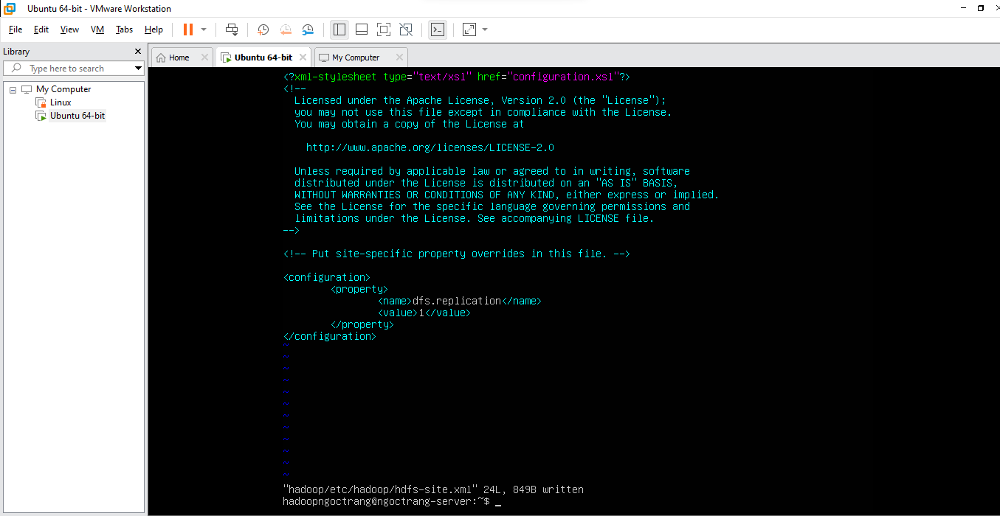 Ubuntu 64-bit - VMware Workstation
File Edit View VM Tabs Help
Library
Type here to search
My Computer
Linux
Ubuntu 64-bit
Home
Ubuntu 64-bit
My Computer
<?xml-stylesheet type="text/xsl" href="configuration.xsl"?>
<!--
Licensed under the Apache License, Version 2.0 (the "License");
you may not use this file except in compliance with the License.
You may obtain a copy of the License at
http://www.apache.org/licenses/LICENSE-2.0
Unless required by applicable law or agreed to in writing, software
distributed under the License is distributed on an "AS IS" BASIS,
WITHOUT WARRANTIES OR CONDITIONS OF ANY KIND, either express or implied.
See the License for the specific language governing permissions and
limitations under the License. See accompanying LICENSE file.
-->
<!-- Put site-specific property overrides in this file. -->
<configuration>
<property>
<name>dfs.replication</name>
<value>1</value>
</property>
</configuration>
~
~
~
~
~
~
~
~
~
~
~
~
"hadoop/etc/hadoop/hdfs-site.xml" 24L, 849B written
hadoopngoctrang@ngoctrang-server:~$ _